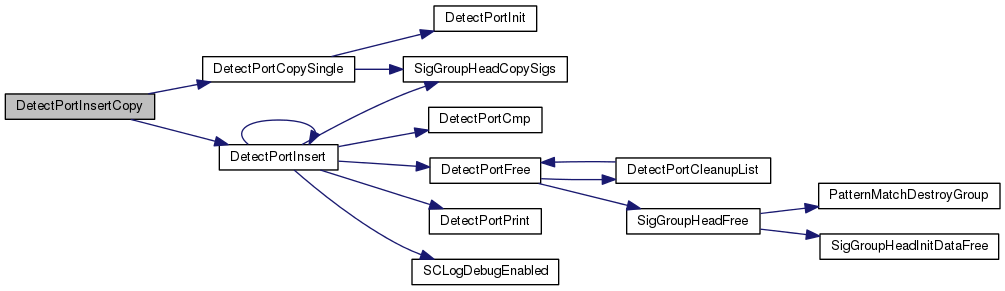 DetectPortInit
DetectPortCopySingle
SigGroupHeadCopySigs
DetectPortInsertCopy
DetectPortCmp
DetectPortInsert
DetectPortFree
DetectPortCleanupList
PatternMatchDestroyGroup
DetectPortPrint
SigGroupHeadFree
SigGroupHeadInitDataFree
SCLogDebugEnabled